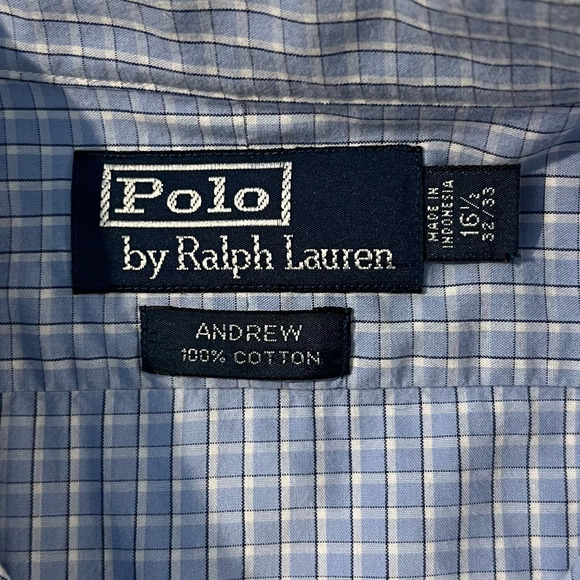 Polo
by Ralph Lauren
MADE IN
INDONESIA
16½
32/33
ANDREW
100% COTTON